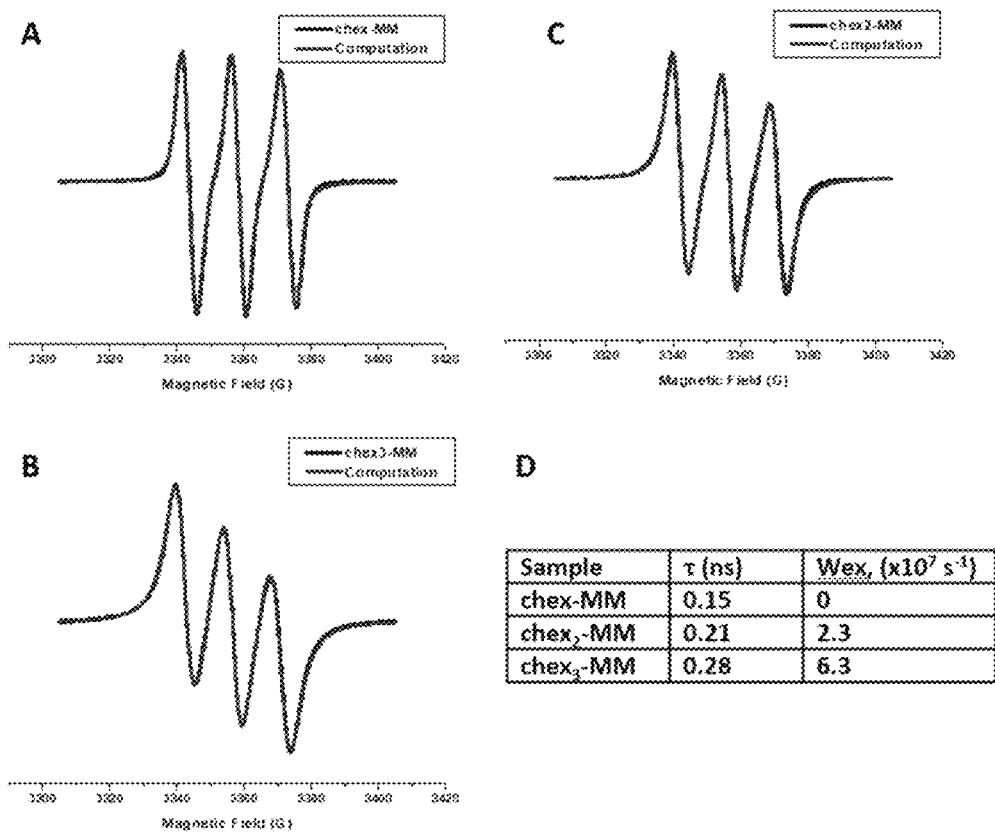 A
chex-MM
Computation
3300 3320 3340 3360 3380 3400 3420
Magnetic Field (G)
C
chex2-MM
Computation
3300 3320 3340 3360 3380 3400 3420
Magnetic Field (G)
B
chex3-MM
Computation
3300 3320 3340 3360 3380 3400 3420
Magnetic Field (G)
D
Sample τ (ns) Wex, (x10⁷ s⁻¹)
chex-MM 0.15 0
chex₂-MM 0.21 2.3
chex₃-MM 0.28 6.3